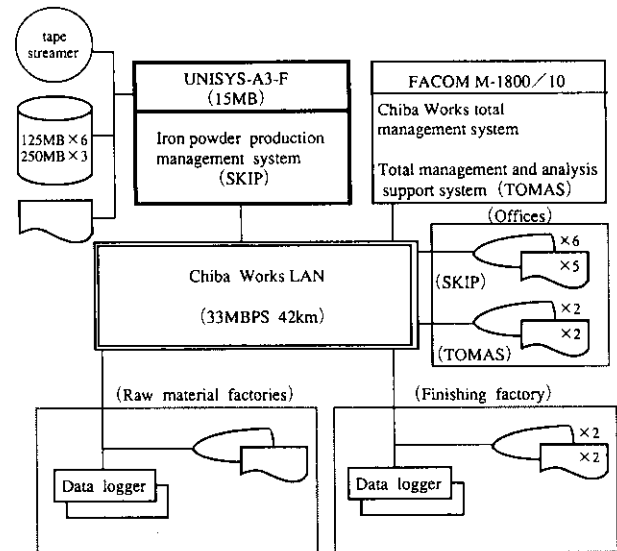 tape
streamer
125MB×6
250MB×3
UNISYS-A3-F
(15MB)
Iron powder production
management system
(SKIP)
FACOM M-1800/10
Chiba Works total
management system
Total management and analysis
support system (TOMAS)
(Offices)
×6
×5
(SKIP)
×2
×2
(TOMAS)
Chiba Works LAN
(33MBPS 42km)
(Raw material factories)
Data logger
(Finishing factory)
×2
×2
Data logger